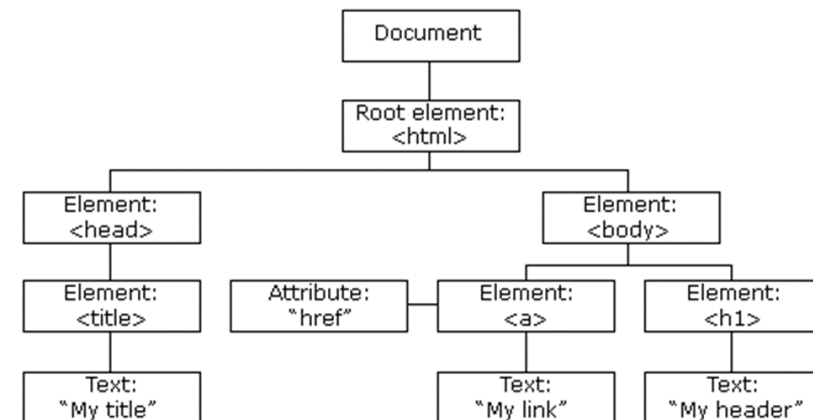 Document
Root element:
<html>
Element:
<head>
Element:
<body>
Element:
<title>
Attribute:
“href”
Element:
<a>
Element:
<h1>
Text:
“My title”
Text:
“My link”
Text:
“My header”